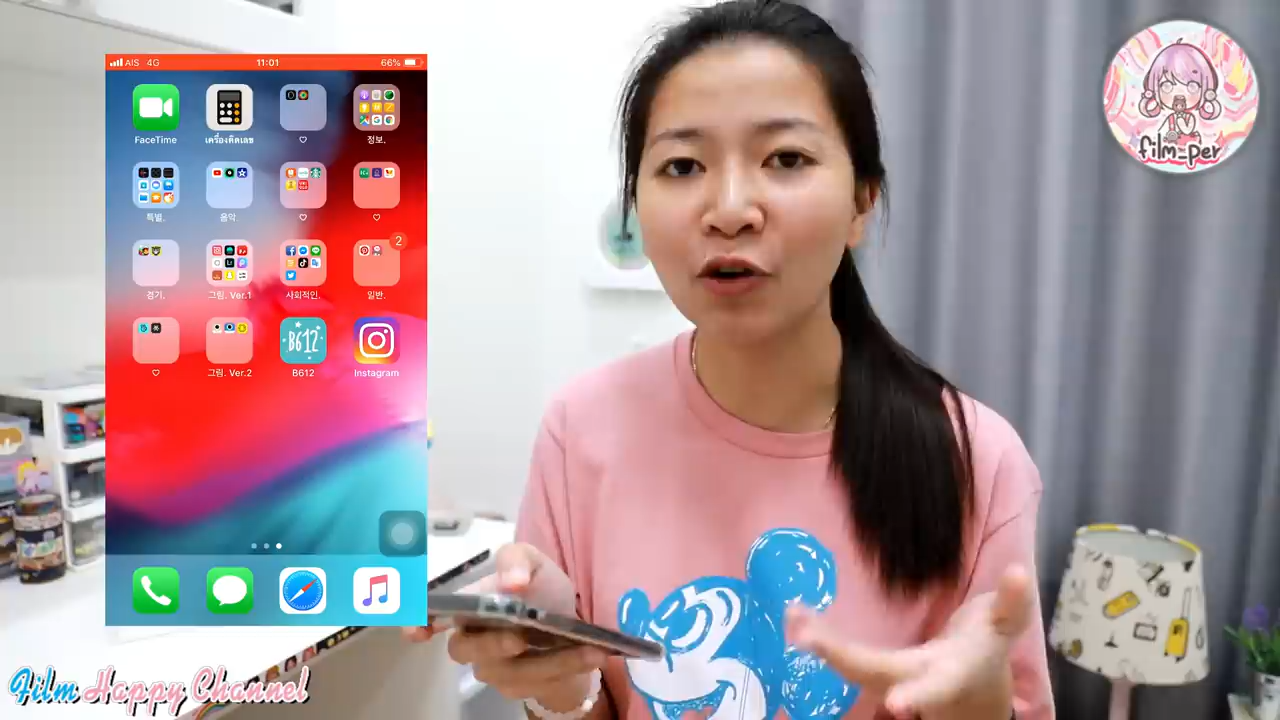 AIS 4G 11:01 66%
FaceTime เครื่องคิดเลข ♡ 정보.
특별. 음악. ♡ ♡
2
경기. 그림. Ver.1 사회적인. 일반.
B612
♡ 그림. Ver.2 B612 Instagram
film_per
Film Happy Channel